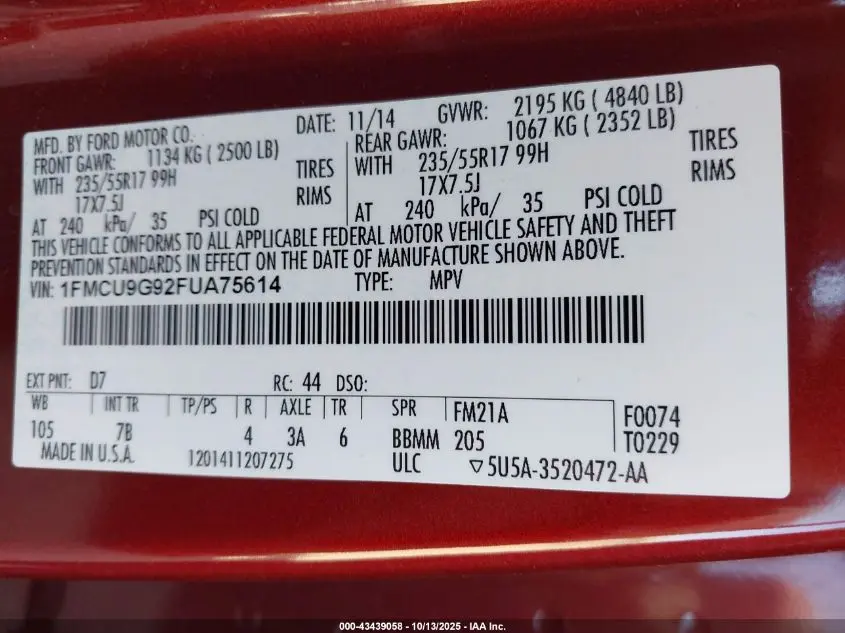 MFD. BY FORD MOTOR CO. DATE: 11/14 GVWR: 2195 KG ( 4840 LB)
FRONT GAWR: 1134 KG ( 2500 LB) REAR GAWR: 1067 KG ( 2352 LB)
WITH 235/55R17 99H TIRES WITH 235/55R17 99H TIRES
17X7.5J RIMS 17X7.5J RIMS
AT 240 kPa/ 35 PSI COLD AT 240 kPa/ 35 PSI COLD
THIS VEHICLE CONFORMS TO ALL APPLICABLE FEDERAL MOTOR VEHICLE SAFETY AND THEFT
PREVENTION STANDARDS IN EFFECT ON THE DATE OF MANUFACTURE SHOWN ABOVE.
VIN: 1FMCU9G92FUA75614 TYPE: MPV
EXT PNT: D7 RC: 44 DSO:
WB INT TR TP/PS R AXLE TR SPR FM21A F0074
105 7B 4 3A 6 BBMM 205 T0229
MADE IN U.S.A. 1201411207275 ULC ▽5U5A-3520472-AA
000-43439058 - 10/13/2025 - IAA Inc.